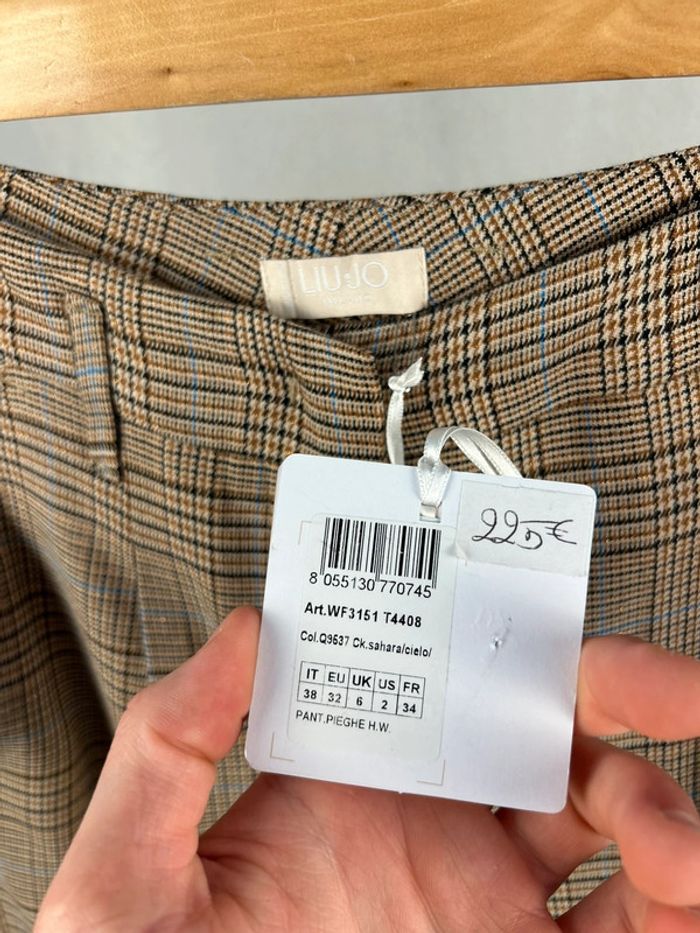 LIU·JO
225€
8 055130 770745
Art.WF3151 T4408
Col.Q9637 Ck.sahara/cielo/
IT EU UK US FR
38 32 6 2 34
PANT.PIEGHE H.W.